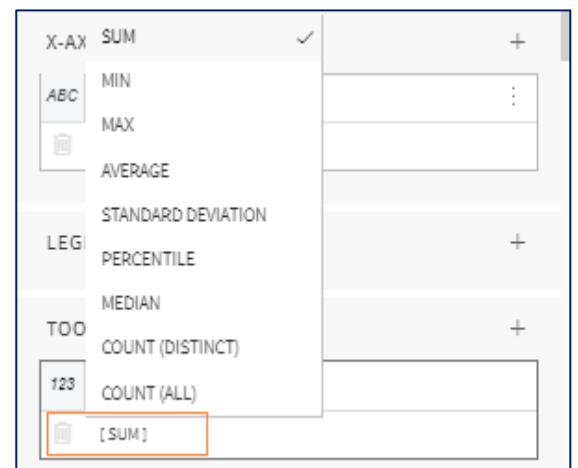 X-AX
+
SUM
ABC
MIN
MAX
AVERAGE
STANDARD DEVIATION
LEG
+
PERCENTILE
MEDIAN
TOO
+
COUNT (DISTINCT)
123
COUNT (ALL)
[ SUM ]